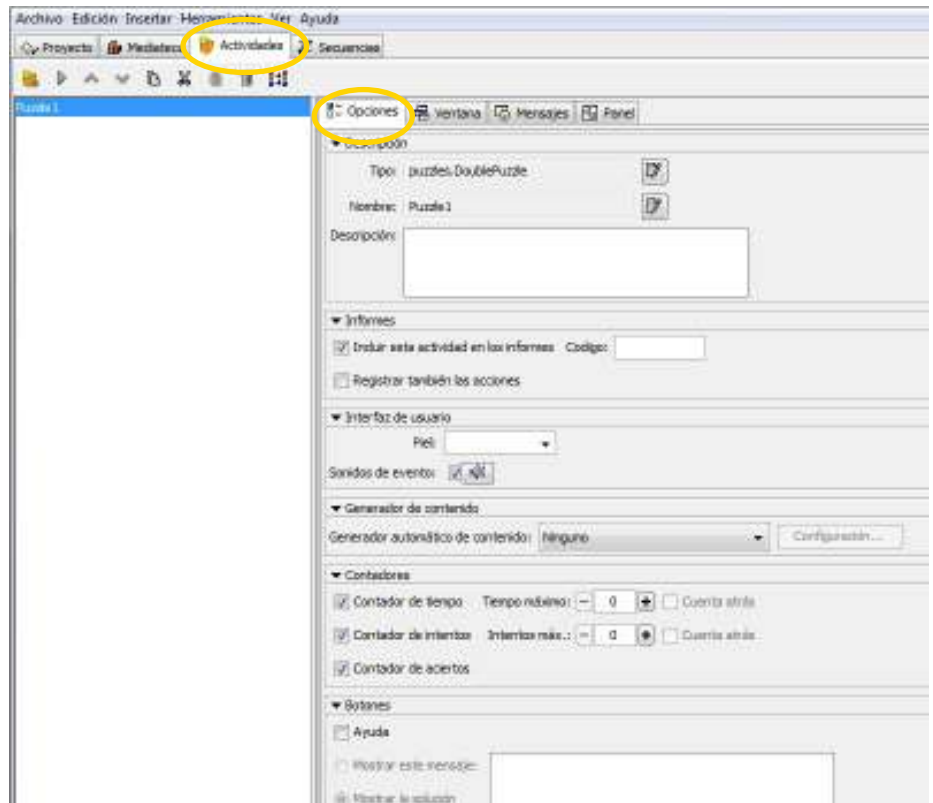 Archivo Edición Insertar Herramientas Ver Ayuda
Proyecto Mediateca Actividades Secuencias
Puzzle1
Opciones Ventana Mensajes Panel
Descripción
Tipo: puzzles.DoublePuzzle
Nombre: Puzzle1
Descripción:
Informes
Incluir esta actividad en los informes Codigo:
Registrar también las acciones
Interfaz de usuario
Piel:
Sonidos de evento:
Generador de contenido
Generador automático de contenido: Ninguno Configuración...
Contadores
Contador de tiempo Tiempo máximo: 0 Cuenta atrás
Contador de intentos Intentos máx.: 0 Cuenta atrás
Contador de aciertos
Botones
Ayuda
Mostrar este mensaje:
Mostrar la solución